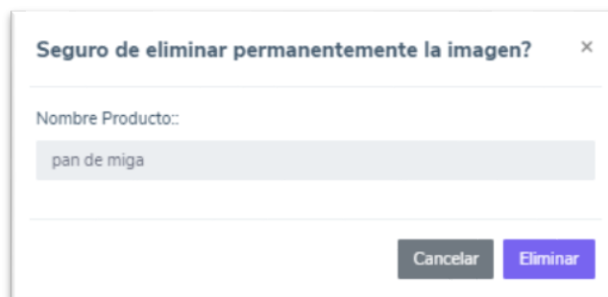 Seguro de eliminar permanentemente la imagen? ×
Nombre Producto::
pan de miga
Cancelar Eliminar